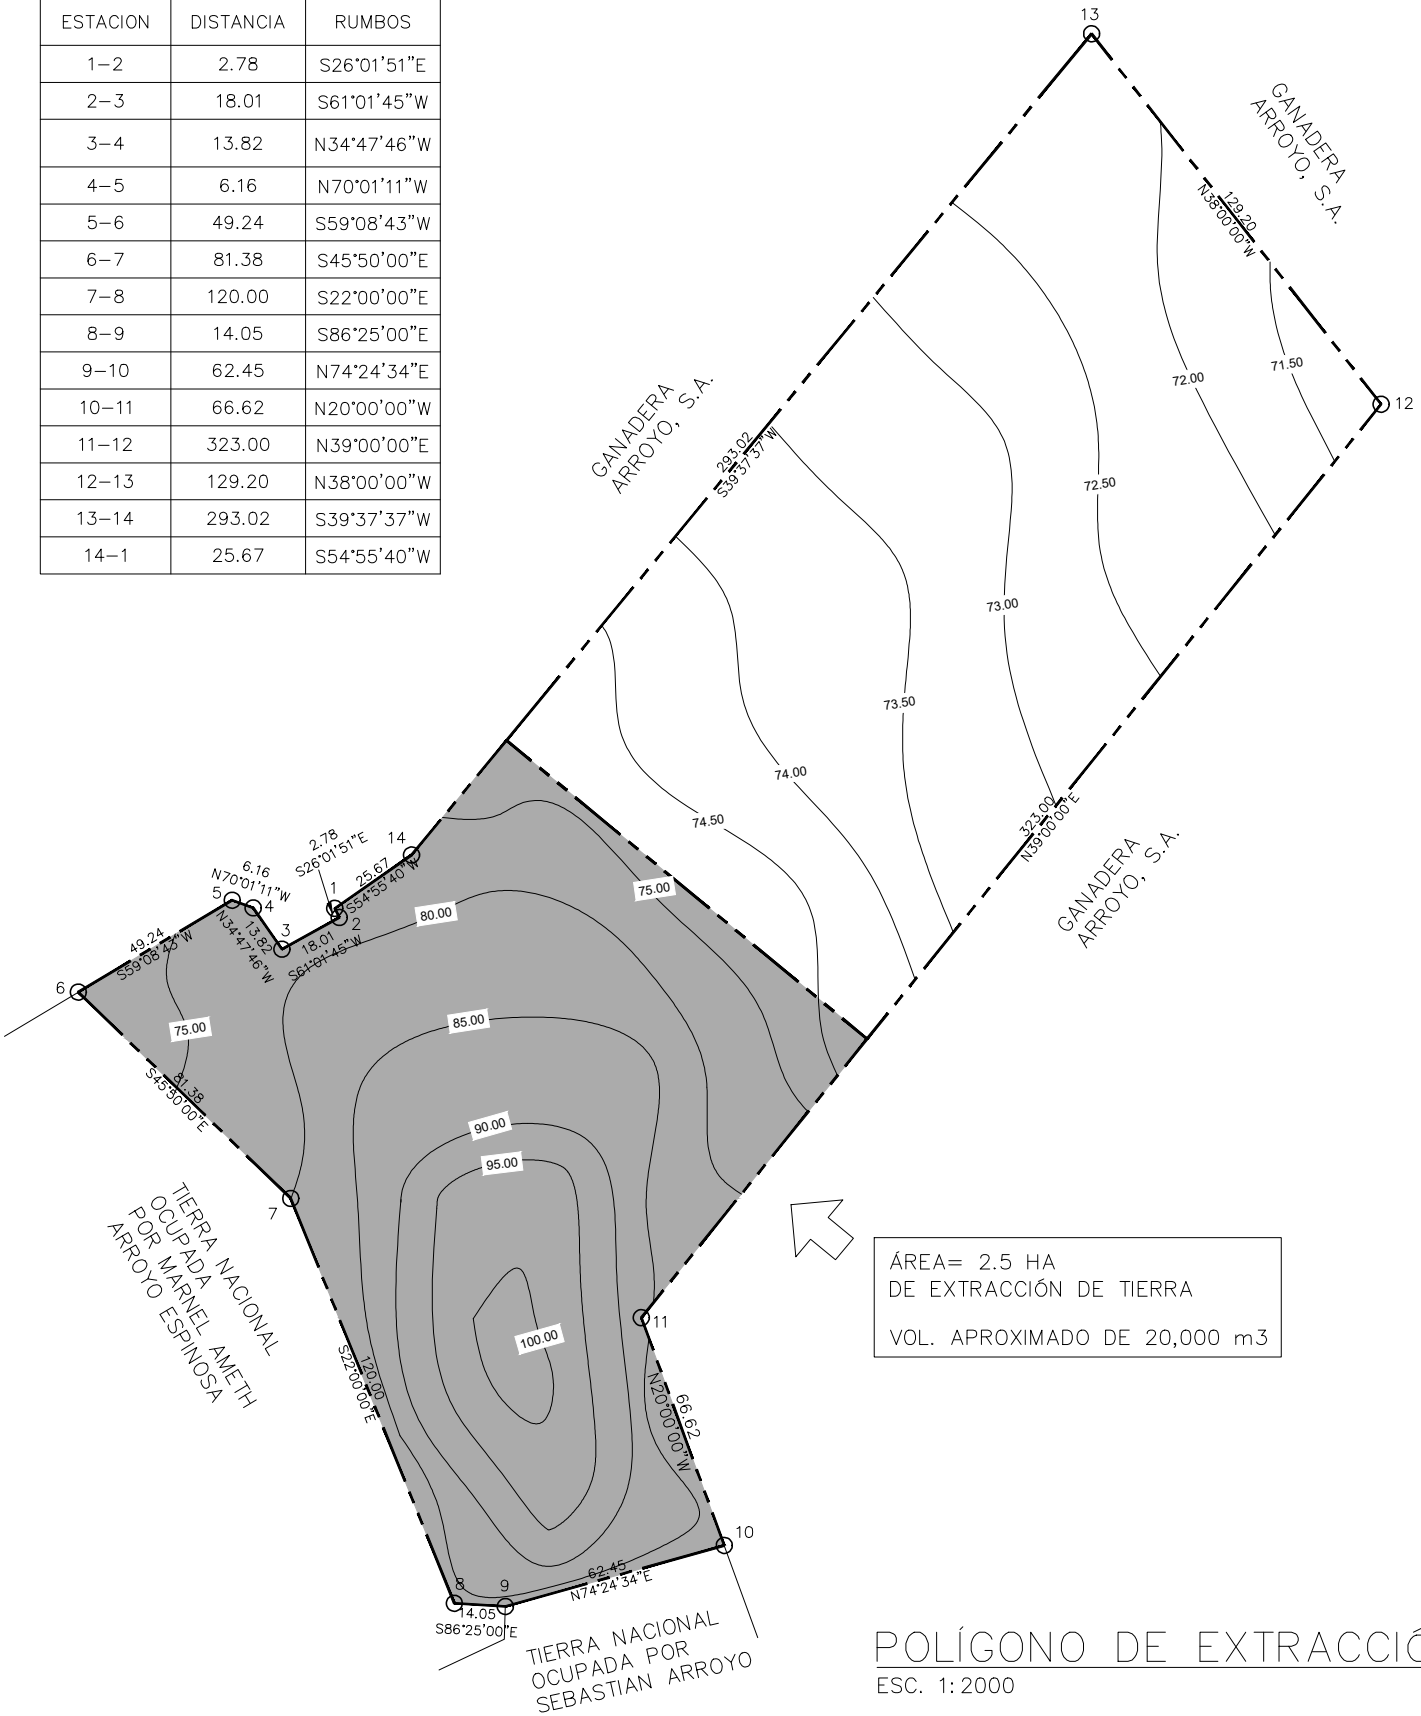 ESTACION DISTANCIA RUMBOS
1-2 2.78 S26°01'51"E
2-3 18.01 S61°01'45"W
3-4 13.82 N34°47'46"W
4-5 6.16 N70°01'11"W
5-6 49.24 S59°08'43"W
6-7 81.38 S45°50'00"E
7-8 120.00 S22°00'00"E
8-9 14.05 S86°25'00"E
9-10 62.45 N74°24'34"E
10-11 66.62 N20°00'00"W
11-12 323.00 N39°00'00"E
12-13 129.20 N38°00'00"W
13-14 293.02 S39°37'37"W
14-1 25.67 S54°55'40"W
13
GANADERA
ARROYO, S.A.
129.20
N38°00'00"W
12
71.50
72.00
72.50
73.00
73.50
74.00
74.50
GANADERA
ARROYO, S.A.
293.02
S39°37'37"W
323.00
N39°00'00"E
GANADERA
ARROYO, S.A.
14
2.78
S26°01'51"E
25.67
S54°55'40"W
1
2
6.16
N70°01'11"W
5
4
13.82
N34°47'46"W
3
18.01
S61°01'45"W
49.24
S59°08'43"W
6
75.00
75.00
80.00
85.00
90.00
95.00
100.00
81.38
S45°50'00"E
7
TIERRA NACIONAL
OCUPADA
POR MARNEL AMETH
ARROYO ESPINOSA
120.00
S22°00'00"E
11
66.62
N20°00'00"W
10
62.45
N74°24'34"E
8
9
14.05
S86°25'00"E
TIERRA NACIONAL
OCUPADA POR
SEBASTIAN ARROYO
ÁREA= 2.5 HA
DE EXTRACCIÓN DE TIERRA
VOL. APROXIMADO DE 20,000 m3
POLÍGONO DE EXTRACCIÓ
ESC. 1:2000